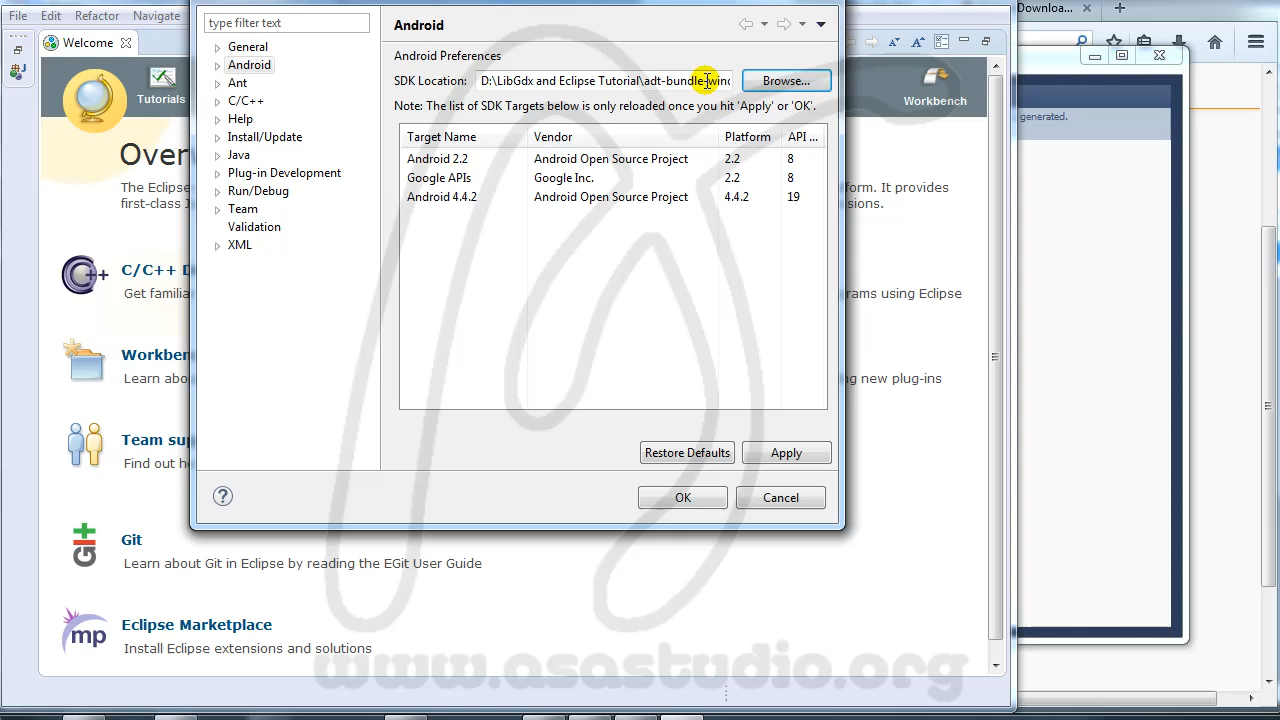 File Edit Refactor Navigate
Downloa...
Welcome
Tutorials
Workbench
Over
The Eclipse
first-class J
form. It provides
sions.
C/C++ D
Get familia
rams using Eclipse
Workben
Learn abo
ng new plug-ins
Team sup
Find out ho
Git
Learn about Git in Eclipse by reading the EGit User Guide
Eclipse Marketplace
Install Eclipse extensions and solutions
generated.
type filter text
General
Android
Ant
C/C++
Help
Install/Update
Java
Plug-in Development
Run/Debug
Team
Validation
XML
Android
Android Preferences
SDK Location: D:\LibGdx and Eclipse Tutorial\adt-bundle-winc
Browse...
Note: The list of SDK Targets below is only reloaded once you hit 'Apply' or 'OK'.
Target Name Vendor Platform API ...
Android 2.2 Android Open Source Project 2.2 8
Google APIs Google Inc. 2.2 8
Android 4.4.2 Android Open Source Project 4.4.2 19
Restore Defaults Apply
OK Cancel
www.asastudio.org